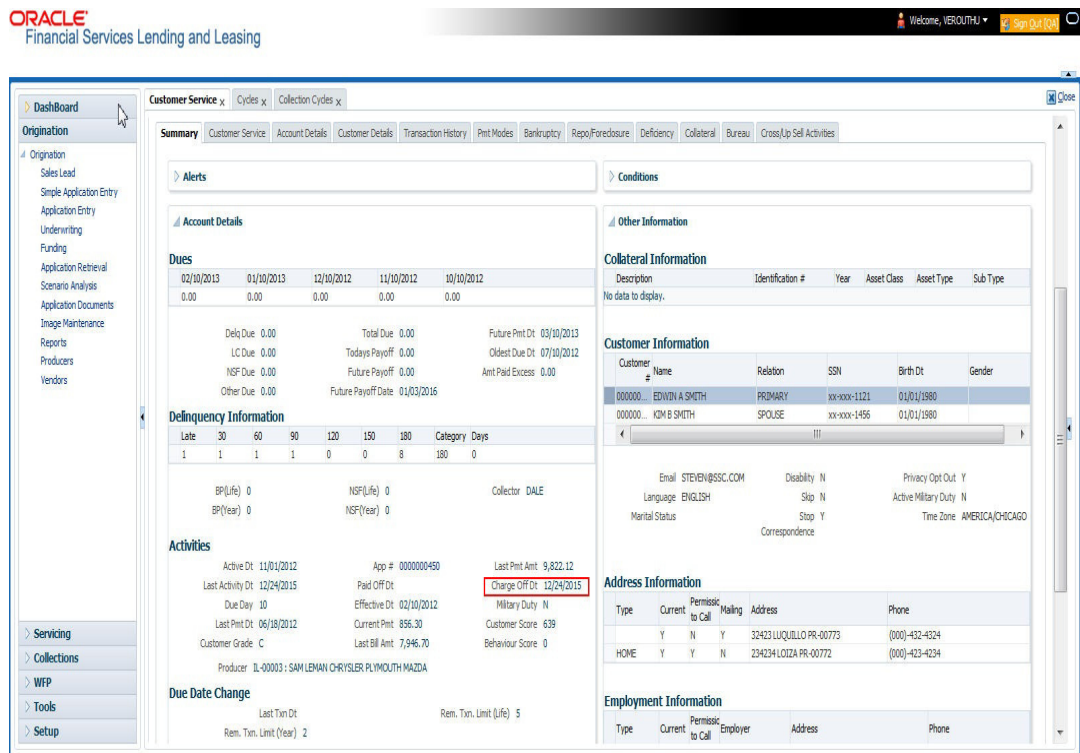 ORACLE'
Financial Services Lending and Leasing
Welcome, VEROUTHU
Sign Out [QA]
Close
DashBoard
Origination
Origination
Sales Lead
Simple Application Entry
Application Entry
Underwriting
Funding
Application Retrieval
Scenario Analysis
Application Documents
Image Maintenance
Reports
Producers
Vendors
Servicing
Collections
WFP
Tools
Setup
Customer Service x Cycles x Collection Cycles x
Summary Customer Service Account Details Customer Details Transaction History Pmt Modes Bankruptcy Repo/Foreclosure Deficiency Collateral Bureau Cross/Up Sell Activities
Alerts
Account Details
Dues
02/10/2013 01/10/2013 12/10/2012 11/10/2012 10/10/2012
0.00 0.00 0.00 0.00 0.00
Delq Due 0.00 Total Due 0.00 Future Pmt Dt 03/10/2013
LC Due 0.00 Todays Payoff 0.00 Oldest Due Dt 07/10/2012
NSF Due 0.00 Future Payoff 0.00 Amt Paid Excess 0.00
Other Due 0.00 Future Payoff Date 01/03/2016
Delinquency Information
Late 30 60 90 120 150 180 Category Days
1 1 1 1 0 0 8 180 0
BP(Life) 0 NSF(Life) 0 Collector DALE
BP(Year) 0 NSF(Year) 0
Activities
Active Dt 11/01/2012 App # 0000000450 Last Pmt Amt 9,822.12
Last Activity Dt 12/24/2015 Paid Off Dt Charge Off Dt 12/24/2015
Due Day 10 Effective Dt 02/10/2012 Military Duty N
Last Pmt Dt 06/18/2012 Current Pmt 856.30 Customer Score 639
Customer Grade C Last Bill Amt 7,946.70 Behaviour Score 0
Producer IL-00003 : SAM LEMAN CHRYSLER PLYMOUTH MAZDA
Due Date Change
Last Txn Dt Rem. Txn. Limit (Life) 5
Rem. Txn. Limit (Year) 2
Conditions
Other Information
Collateral Information
Description Identification # Year Asset Class Asset Type Sub Type
No data to display.
Customer Information
Customer # Name Relation SSN Birth Dt Gender
000000... EDWIN A SMITH PRIMARY xx-xxx-1121 01/01/1980
000000... KIM B SMITH SPOUSE xx-xxx-1456 01/01/1980
Email STEVEN@SSC.COM Disability N Privacy Opt Out Y
Language ENGLISH Skip N Active Military Duty N
Marital Status Stop Correspondence Y Time Zone AMERICA/CHICAGO
Address Information
Type Current Permissic to Call Mailing Address Phone
Y N Y 32423 LUQUILLO PR-00773 (000)-432-4324
HOME Y Y N 234234 LOIZA PR-00772 (000)-423-4234
Employment Information
Type Current Permissic to Call Employer Address Phone